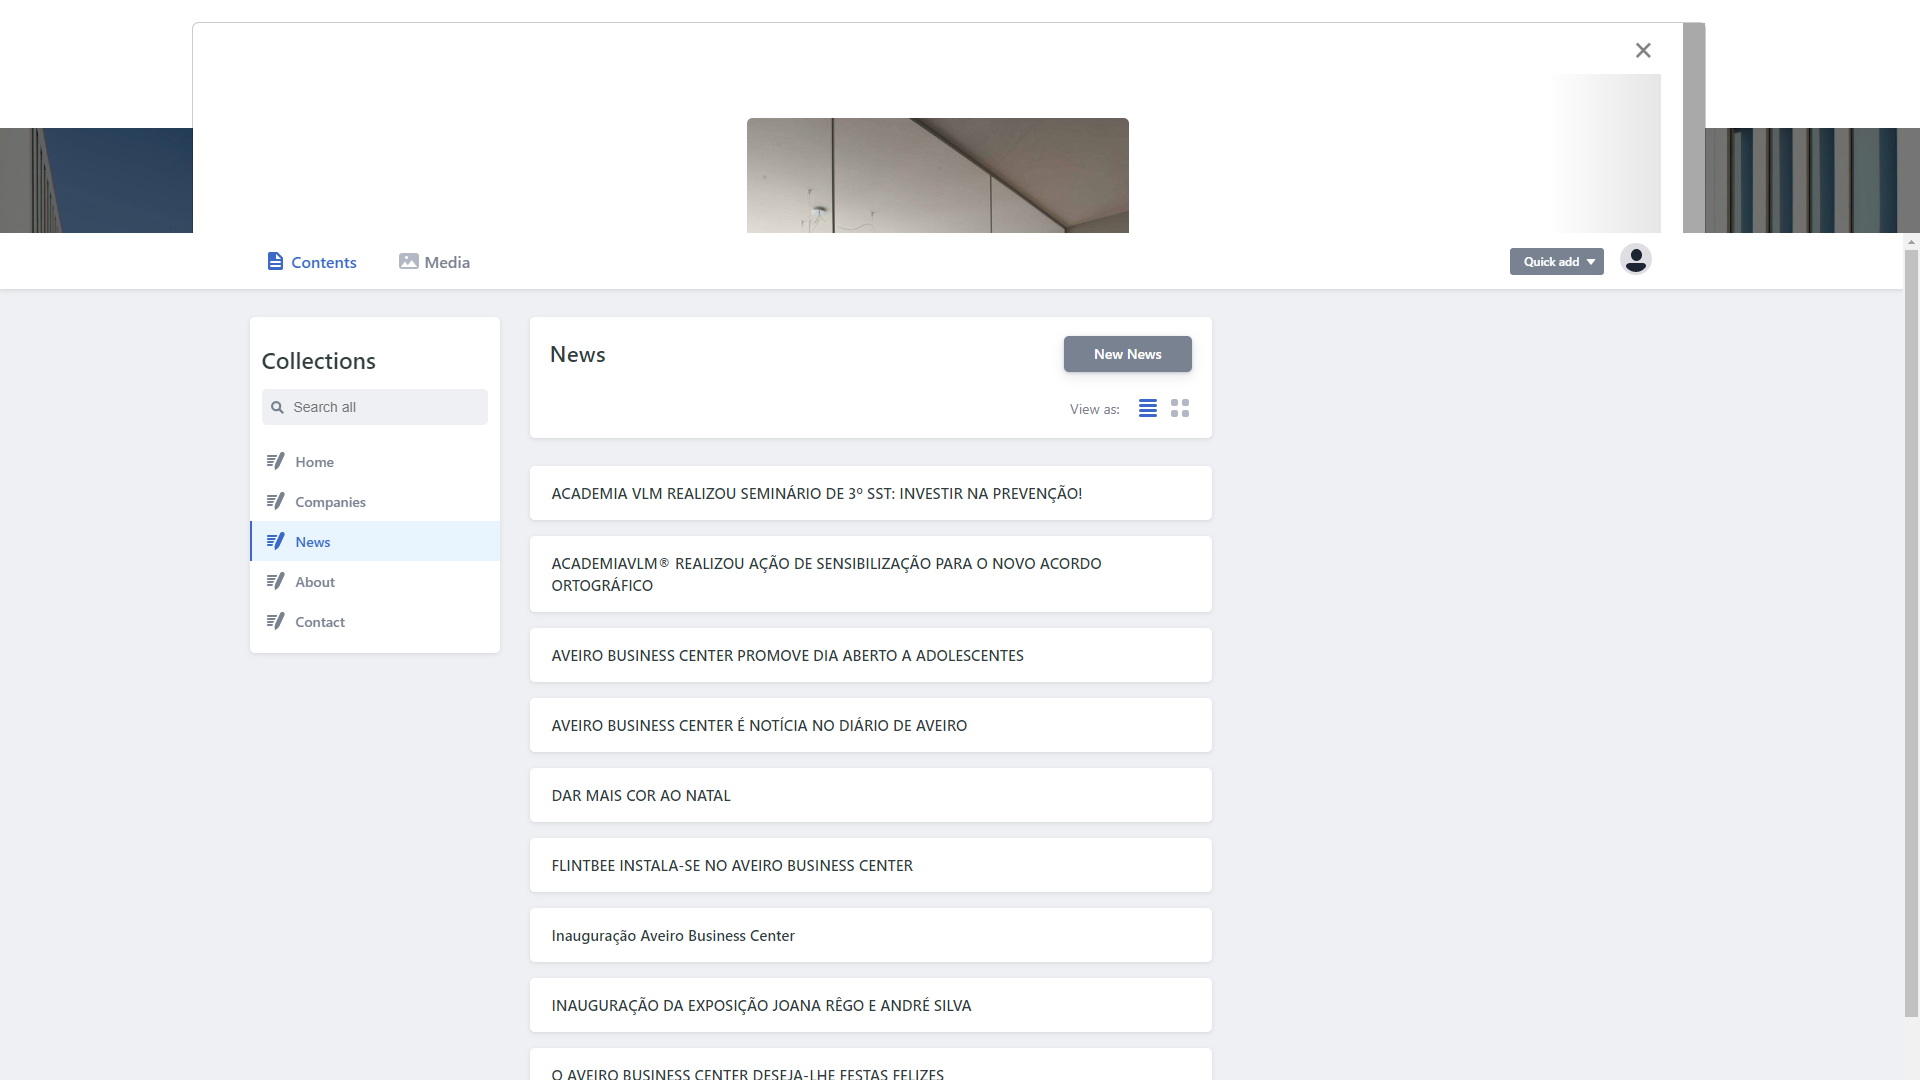 Contents
Media
Quick add
Collections
Search all
Home
Companies
News
About
Contact
News
New News
View as:
ACADEMIA VLM REALIZOU SEMINÁRIO DE 3º SST: INVESTIR NA PREVENÇÃO!
ACADEMIAVLM® REALIZOU AÇÃO DE SENSIBILIZAÇÃO PARA O NOVO ACORDO
ORTOGRÁFICO
AVEIRO BUSINESS CENTER PROMOVE DIA ABERTO A ADOLESCENTES
AVEIRO BUSINESS CENTER É NOTÍCIA NO DIÁRIO DE AVEIRO
DAR MAIS COR AO NATAL
FLINTBEE INSTALA-SE NO AVEIRO BUSINESS CENTER
Inauguração Aveiro Business Center
INAUGURAÇÃO DA EXPOSIÇÃO JOANA RÊGO E ANDRÉ SILVA
O AVEIRO BUSINESS CENTER DESEJA-LHE FESTAS FELIZES